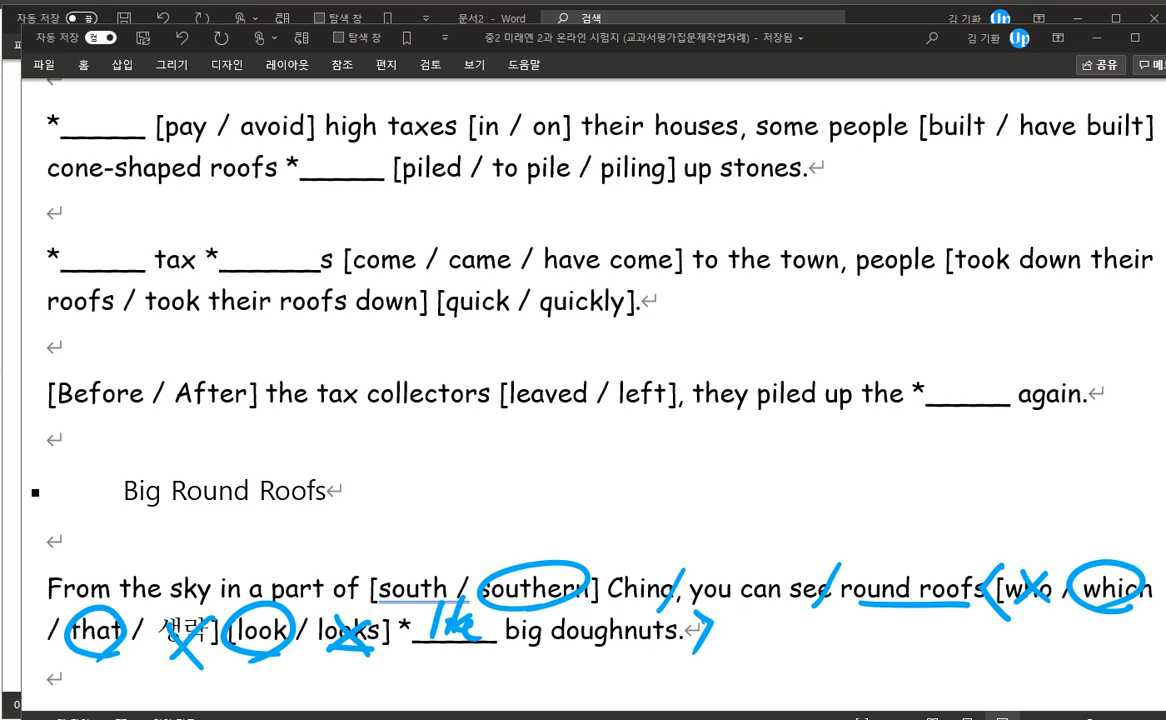 자동 저장 끔 탐색 창 문서2 - Word 검색 김 기환
자동 저장 켬 탐색 창 중2 미래엔 2과 온라인 시험지 (교과서평가집문제작업차례) - 저장됨 김 기환
파일 홈 삽입 그리기 디자인 레이아웃 참조 편지 검토 보기 도움말 공유
*______ [pay / avoid] high taxes [in / on] their houses, some people [built / have built]
cone-shaped roofs *______ [piled / to pile / piling] up stones.
*______ tax *_______s [come / came / have come] to the town, people [took down their
roofs / took their roofs down] [quick / quickly].
[Before / After] the tax collectors [leaved / left], they piled up the *______ again.
Big Round Roofs
From the sky in a part of [south / southern] China, you can see round roofs [who / which
/ that / 생략] [look / looks] *like big doughnuts.